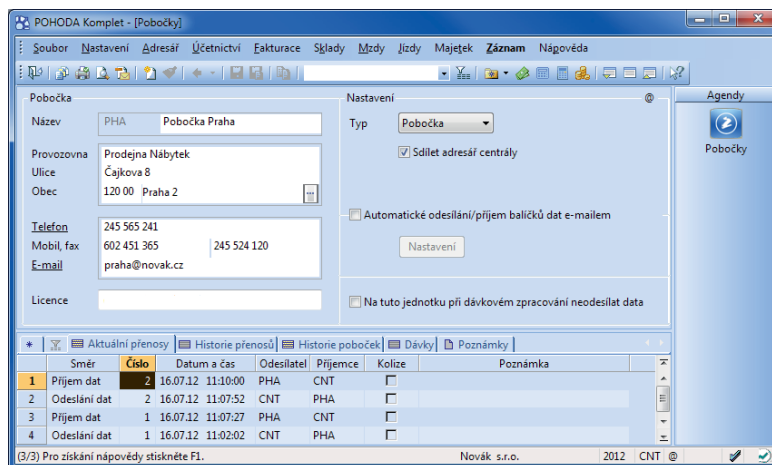 POHODA Komplet - [Pobočky]
Soubor Nastavení Adresář Účetnictví Fakturace Sklady Mzdy Jízdy Majetek Záznam Nápověda
Pobočka
Název PHA Pobočka Praha
Provozovna Prodejna Nábytek
Ulice Čajkova 8
Obec 120 00 Praha 2
Telefon 245 565 241
Mobil, fax 602 451 365 245 524 120
E-mail praha@novak.cz
Licence
Nastavení @
Typ Pobočka
Sdílet adresář centrály
Automatické odesílání/příjem balíčků dat e-mailem
Nastavení
Na tuto jednotku při dávkovém zpracování neodesílat data
Agendy
2
Pobočky
* Aktuální přenosy Historie přenosů Historie poboček Dávky Poznámky
Směr Číslo Datum a čas Odesílatel Příjemce Kolize Poznámka
1 Příjem dat 2 16.07.12 11:10:00 PHA CNT
2 Odeslání dat 2 16.07.12 11:07:52 CNT PHA
3 Příjem dat 1 16.07.12 11:07:27 PHA CNT
4 Odeslání dat 1 16.07.12 11:02:02 CNT PHA
(3/3) Pro získání nápovědy stiskněte F1. Novák s.r.o. 2012 CNT @